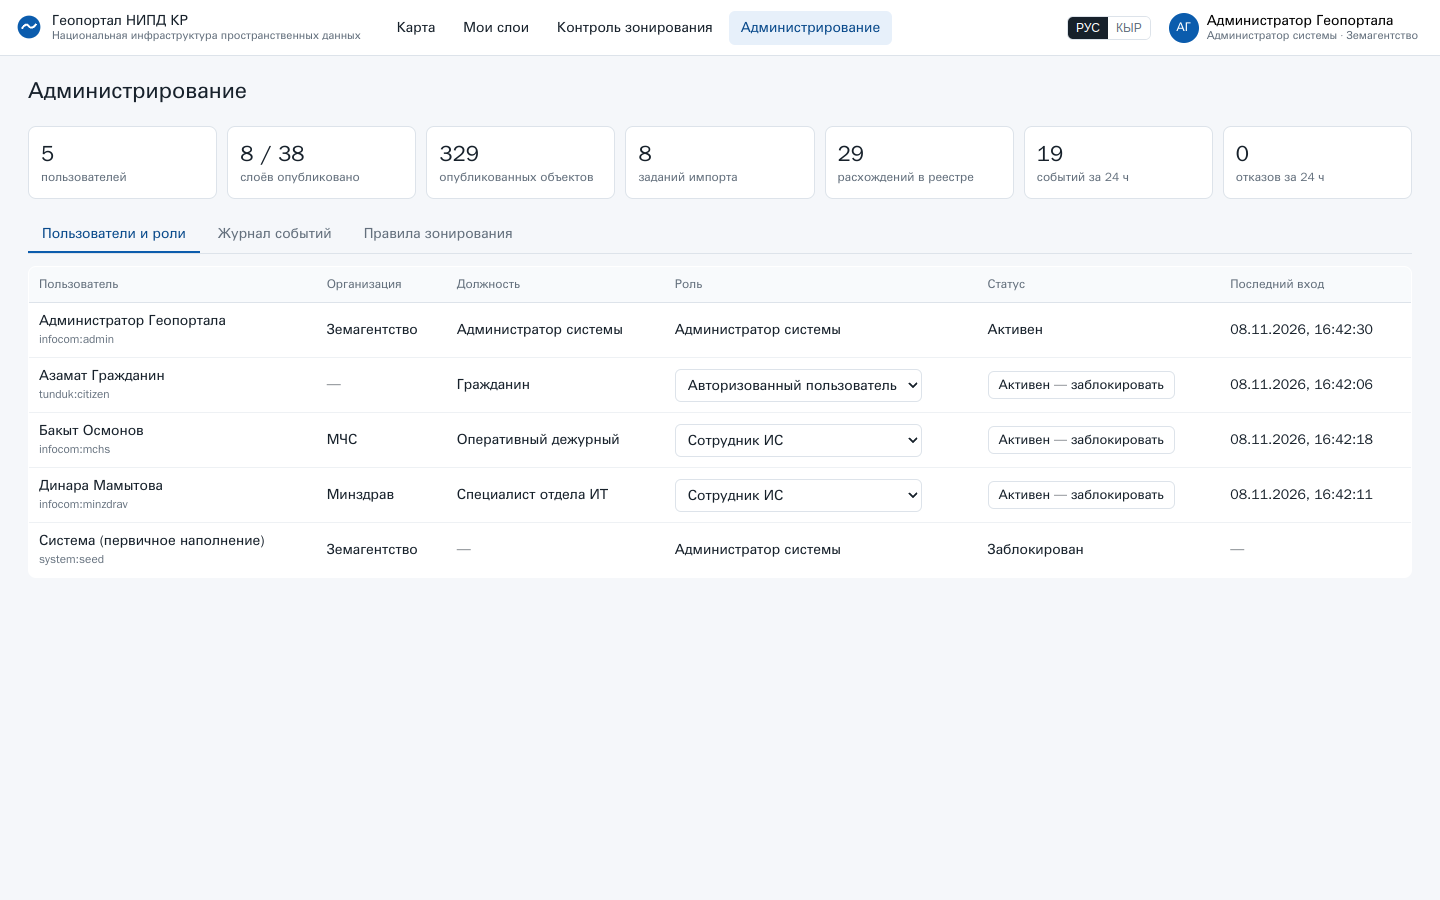 Геопортал НИПД КР
Национальная инфраструктура пространственных данных
Карта
Мои слои
Контроль зонирования
Администрирование
РУС
КЫР
АГ
Администратор Геопортала
Администратор системы · Земагентство
Администрирование
5
пользователей
8 / 38
слоёв опубликовано
329
опубликованных объектов
8
заданий импорта
29
расхождений в реестре
19
событий за 24 ч
0
отказов за 24 ч
Пользователи и роли
Журнал событий
Правила зонирования
Пользователь Организация Должность Роль Статус Последний вход
Администратор Геопортала
infocom:admin
Земагентство Администратор системы Администратор системы Активен 08.11.2026, 16:42:30
Азамат Гражданин
tunduk:citizen
— Гражданин Авторизованный пользователь Активен — заблокировать 08.11.2026, 16:42:06
Бакыт Осмонов
infocom:mchs
МЧС Оперативный дежурный Сотрудник ИС Активен — заблокировать 08.11.2026, 16:42:18
Динара Мамытова
infocom:minzdrav
Минздрав Специалист отдела ИТ Сотрудник ИС Активен — заблокировать 08.11.2026, 16:42:11
Система (первичное наполнение)
system:seed
Земагентство — Администратор системы Заблокирован —